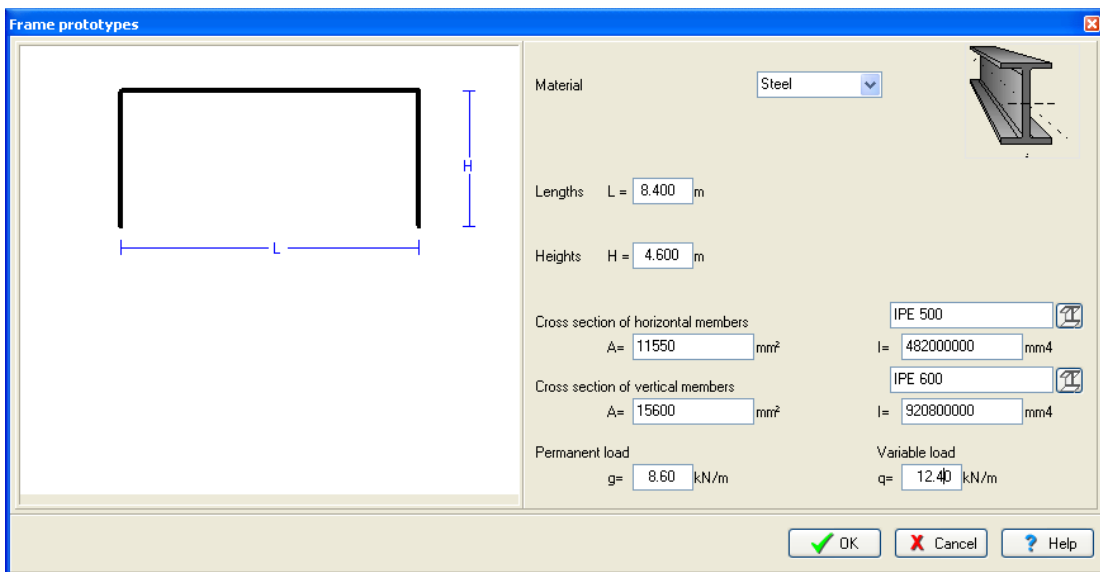 Frame prototypes
H
L
Material Steel
Lengths L = 8.400 m
Heights H = 4.600 m
Cross section of horizontal members IPE 500
A= 11550 mm² I= 482000000 mm4
Cross section of vertical members IPE 600
A= 15600 mm² I= 920800000 mm4
Permanent load Variable load
g= 8.60 kN/m q= 12.40 kN/m
OK Cancel ? Help